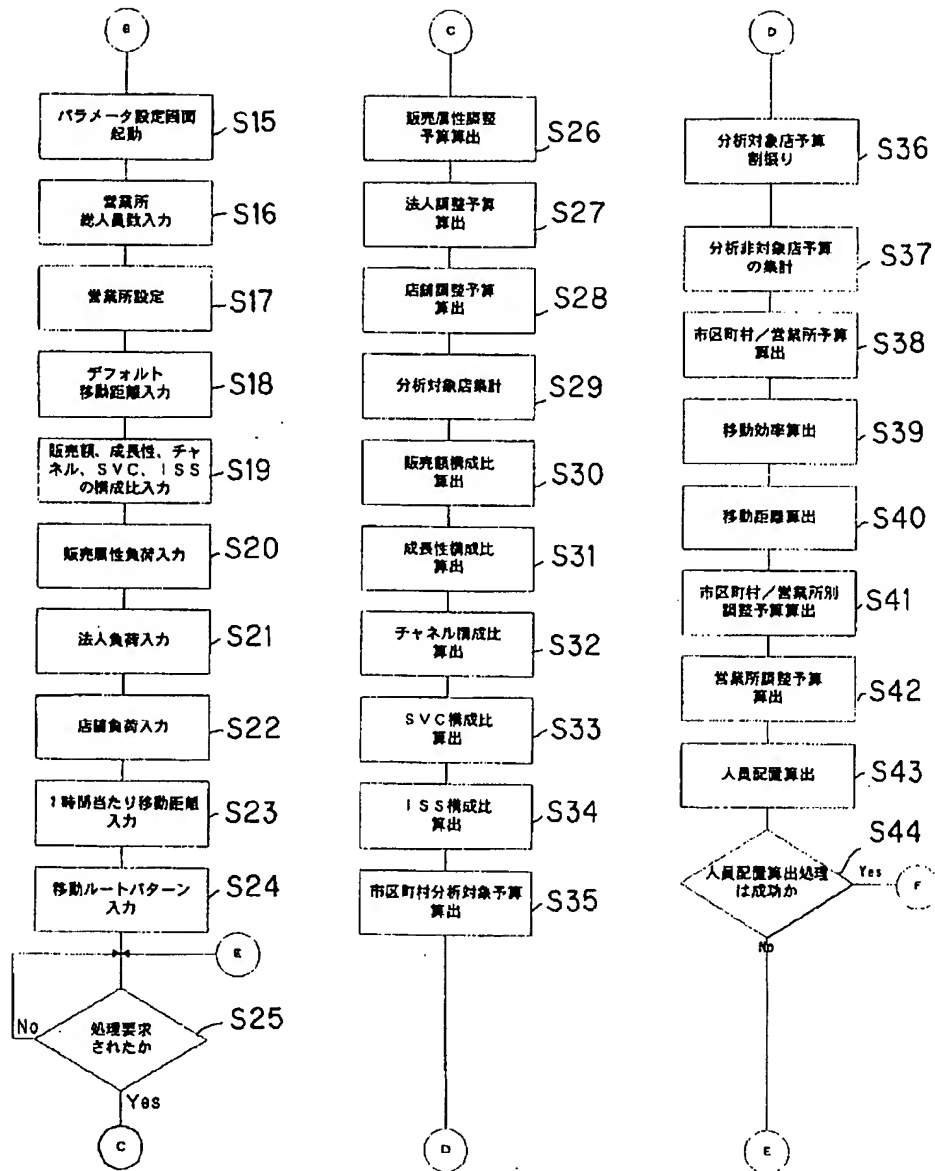 B
パラメータ設定画面
起動
S15
営業所
総人員数入力
S16
営業所設定
S17
デフォルト
移動距離入力
S18
販売額、成長性、チャ
ネル、SVC、ISS
の構成比入力
S19
販売属性負荷入力
S20
法人負荷入力
S21
店舗負荷入力
S22
1時間当たり移動距離
入力
S23
移動ルートパターン
入力
S24
E
処理要求
されたか
S25
No
Yes
C
C
販売属性調整
予算算出
S26
法人調整予算
算出
S27
店舗調整予算
算出
S28
分析対象店集計
S29
販売額構成比
算出
S30
成長性構成比
算出
S31
チャネル構成比
算出
S32
SVC構成比
算出
S33
ISS構成比
算出
S34
市区町村分析対象予算
算出
S35
D
D
分析対象店予算
割振り
S36
分析非対象店予算
の集計
S37
市区町村/営業所予算
算出
S38
移動効率算出
S39
移動距離算出
S40
市区町村/営業所別
調整予算算出
S41
営業所調整予算
算出
S42
人員配置算出
S43
人員配置算出処理
は成功か
S44
Yes
F
No
E